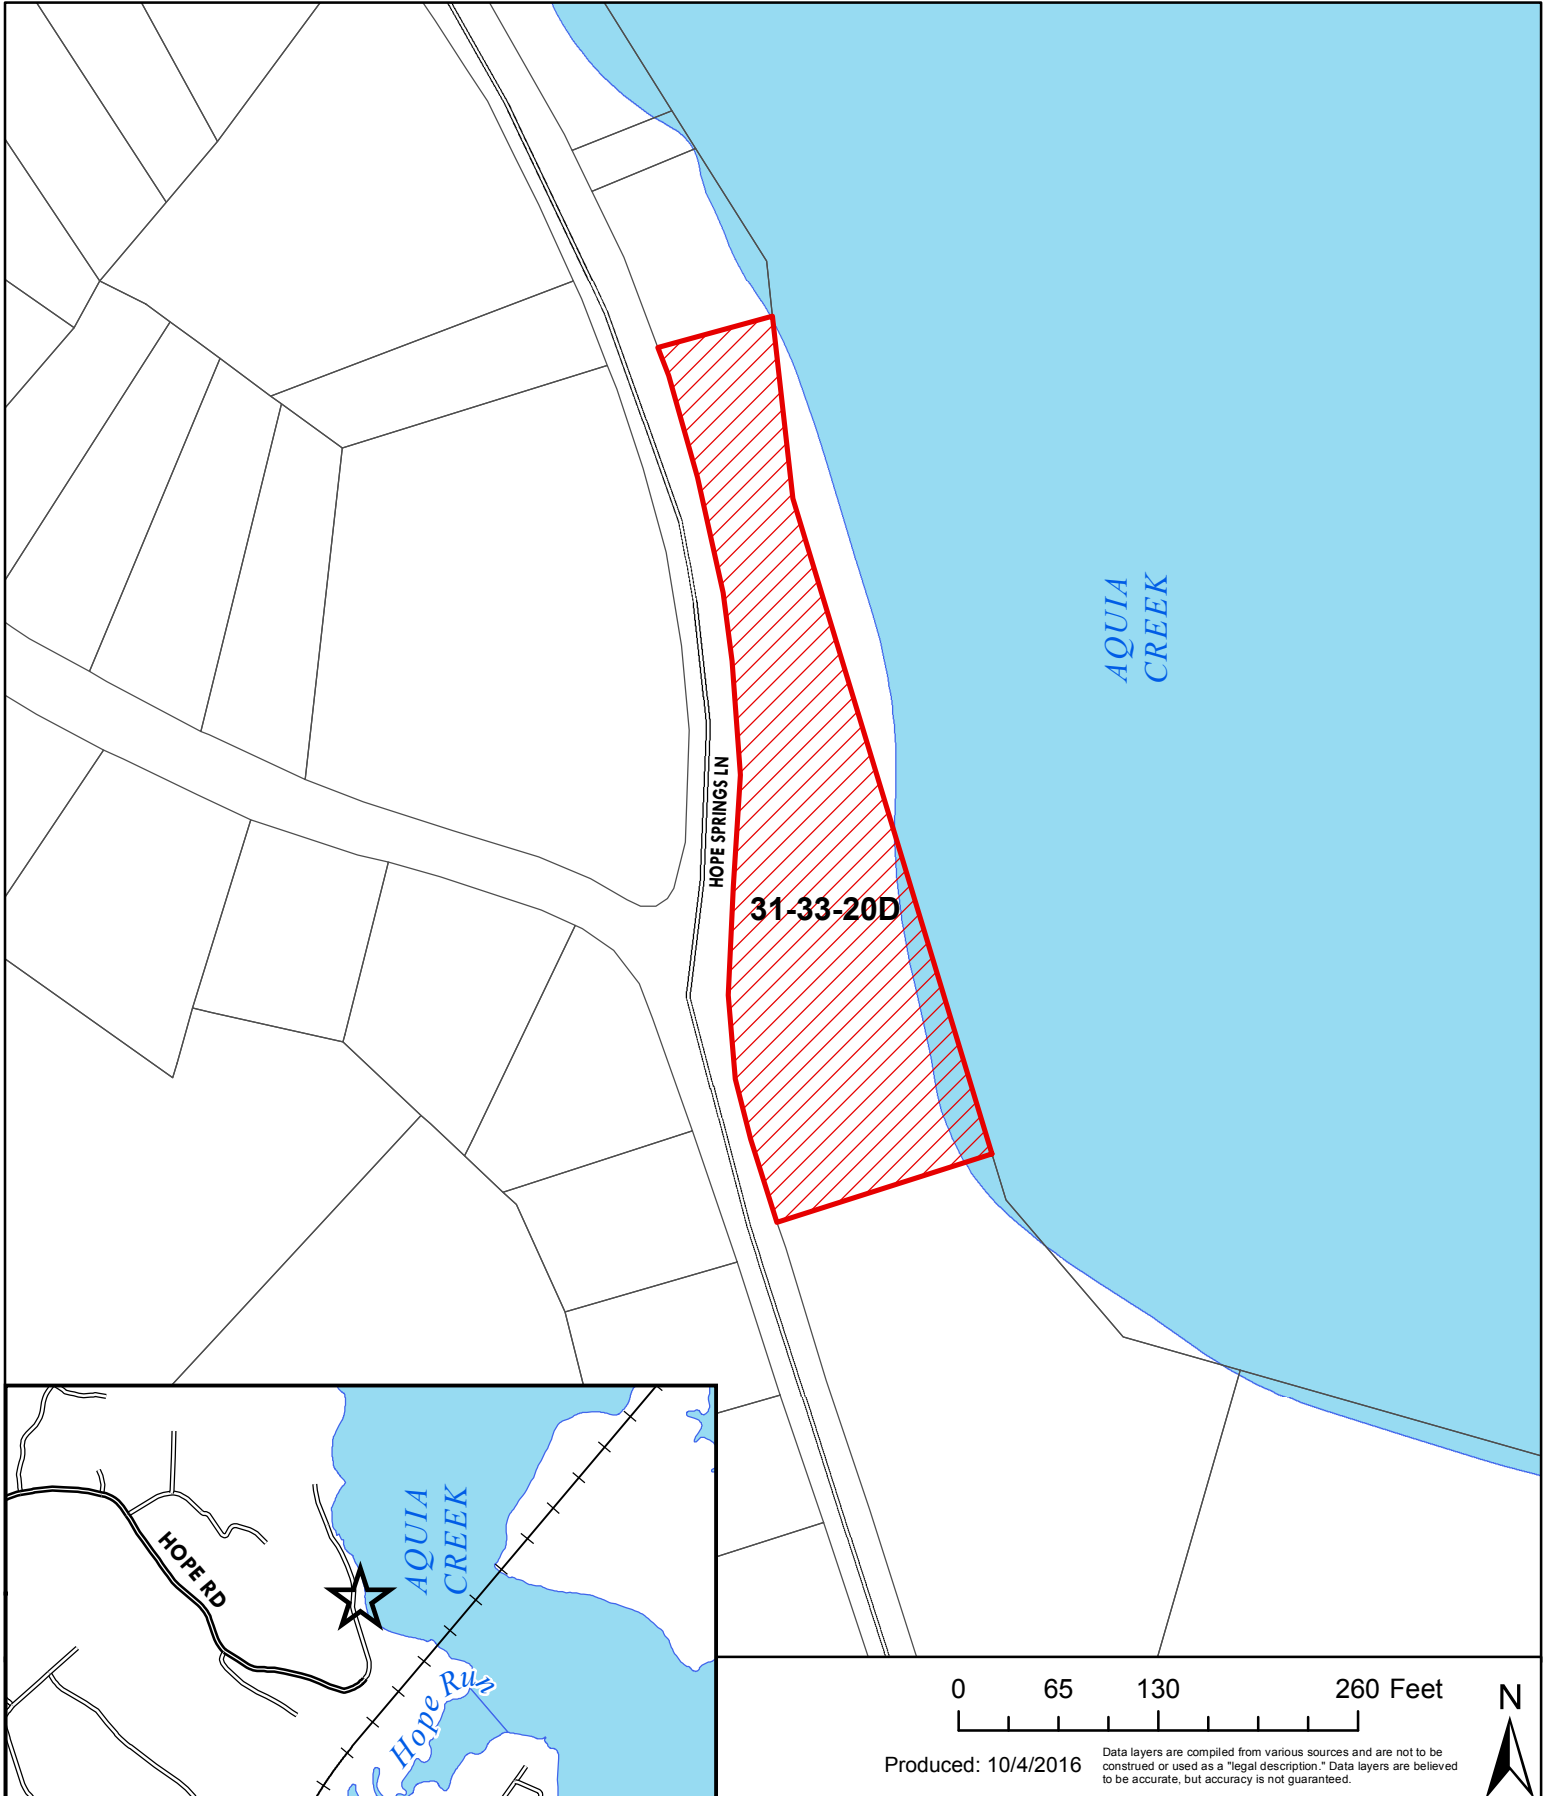 AQUIA
CREEK
HOPE SPRINGS LN
31-33-20D
AQUIA
CREEK
HOPE RD
Hope Run
0 65 130 260 Feet
N
Produced: 10/4/2016
Data layers are compiled from various sources and are not to be
construed or used as a "legal description." Data layers are believed
to be accurate, but accuracy is not guaranteed.